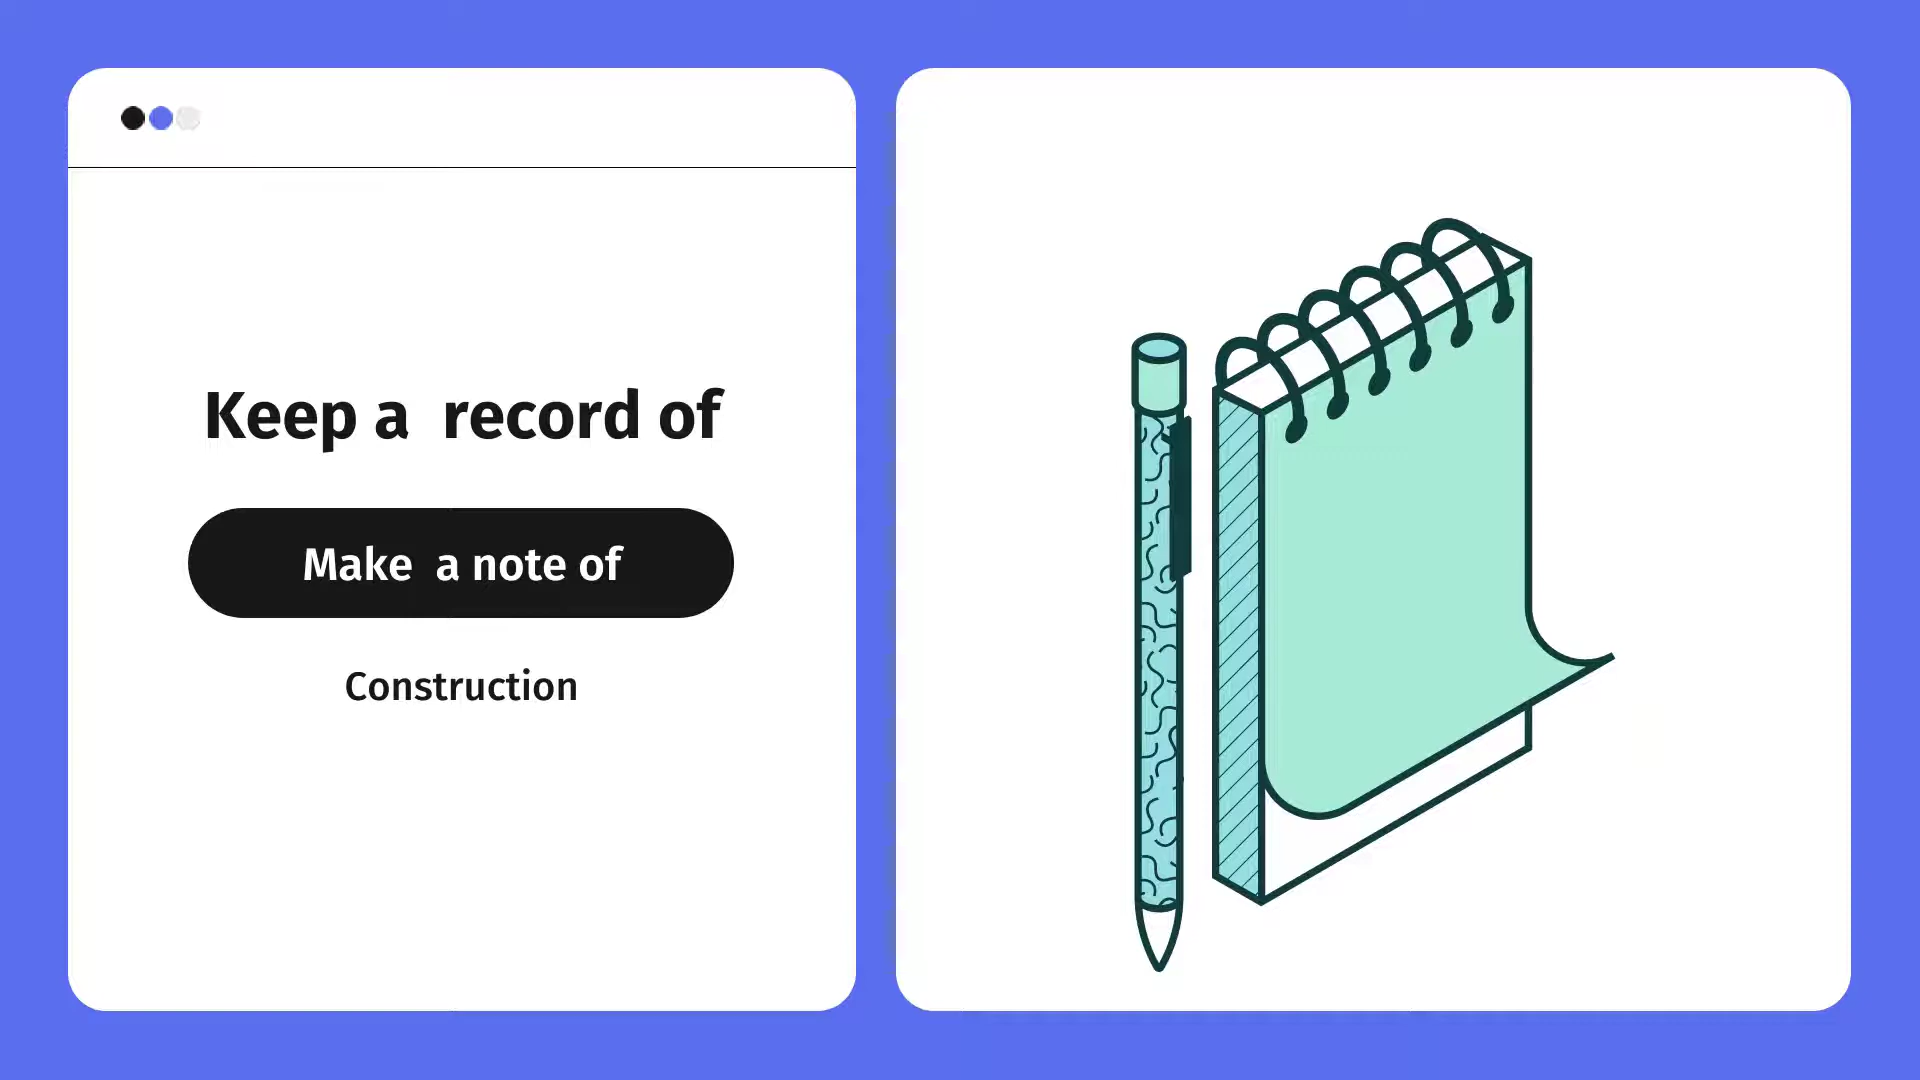 Keep a  record of
Make  a note of
Construction